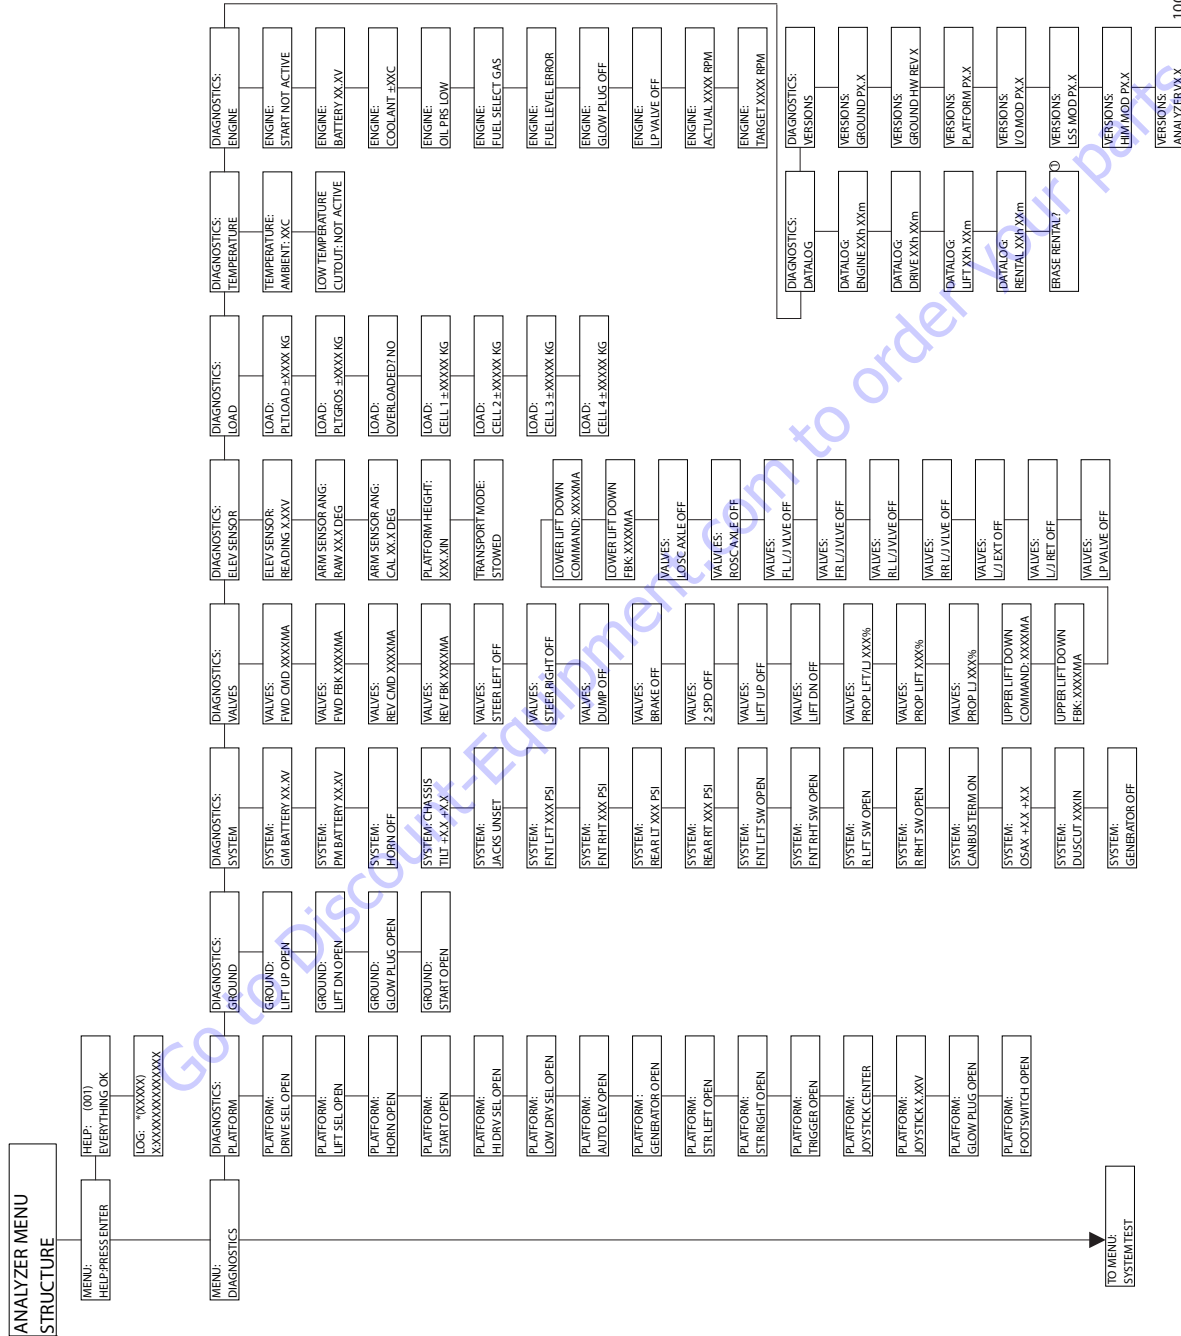 ANALYZER MENU
STRUCTURE
MENU:
HELP:PRESS ENTER
HELP: (001)
EVERYTHING OK
LOG: *(XXXXX)
X:XXXXXXXXXXXXX
MENU:
DIAGNOSTICS
TO MENU:
SYSTEM TEST
DIAGNOSTICS:
PLATFORM
PLATFORM:
DRIVE SEL OPEN
PLATFORM:
LIFT SEL OPEN
PLATFORM:
HORN OPEN
PLATFORM:
START OPEN
PLATFORM:
HI DRV SEL OPEN
PLATFORM:
LOW DRV SEL OPEN
PLATFORM:
AUTO LEV OPEN
PLATFORM:
GENERATOR OPEN
PLATFORM:
STR LEFT OPEN
PLATFORM:
STR RIGHT OPEN
PLATFORM:
TRIGGER OPEN
PLATFORM:
JOYSTICK CENTER
PLATFORM:
JOYSTICK X.XXV
PLATFORM:
GLOW PLUG OPEN
PLATFORM:
FOOTSWITCH OPEN
DIAGNOSTICS:
GROUND
GROUND:
LIFT UP OPEN
GROUND:
LIFT DN OPEN
GROUND:
GLOW PLUG OPEN
GROUND:
START OPEN
DIAGNOSTICS:
SYSTEM
SYSTEM:
GM BATTERY XX.XV
SYSTEM:
PM BATTERY XX.XV
SYSTEM:
HORN OFF
SYSTEM: CHASSIS
TILT +X.X +X.X
SYSTEM:
JACKS UNSET
SYSTEM:
FNT LFT XXX PSI
SYSTEM:
FNT RHT XXX PSI
SYSTEM:
REAR LT XXX PSI
SYSTEM:
REAR RT XXX PSI
SYSTEM:
FNT LFT SW OPEN
SYSTEM:
FNT RHT SW OPEN
SYSTEM:
R LFT SW OPEN
SYSTEM:
R RHT SW OPEN
SYSTEM:
CANBUS TERM ON
SYSTEM:
OSAX +X.X +X.X
SYSTEM:
DUSCUT XXXIN
SYSTEM:
GENERATOR OFF
DIAGNOSTICS:
VALVES
VALVES:
FWD CMD XXXXMA
VALVES:
FWD FBK XXXXMA
VALVES:
REV CMD XXXXMA
VALVES:
REV FBK XXXXMA
VALVES:
STEER LEFT OFF
VALVES:
STEER RIGHT OFF
VALVES:
DUMP OFF
VALVES:
BRAKE OFF
VALVES:
2 SPD OFF
VALVES:
LIFT UP OFF
VALVES:
LIFT DN OFF
VALVES:
PROP LFT/LJ XXX%
VALVES:
PROP LIFT XXX%
VALVES:
PROP LJ XXX%
UPPER LIFT DOWN
COMMAND: XXXXMA
UPPER LIFT DOWN
FBK: XXXXMA
LOWER LIFT DOWN
COMMAND: XXXXMA
LOWER LIFT DOWN
FBK: XXXXMA
VALVES:
LOSC AXLE OFF
VALVLES:
ROSC AXLE OFF
VALVES:
FL L/J VLVE OFF
VALVES:
FR L/J VLVE OFF
VALVES:
RL L/J VLVE OFF
VALVES:
RR L/J VLVE OFF
VALVES:
L/J EXT OFF
VALVES:
L/J RET OFF
VALVES:
LP VALVE OFF
DIAGNOSTICS:
ELEV SENSOR
ELEV SENSOR:
READING X.XXV
ARM SENSOR ANG:
RAW XX.X DEG
ARM SENSOR ANG:
CAL XX.X DEG
PLATFORM HEIGHT:
XXX.XIN
TRANSPORT MODE:
STOWED
DIAGNOSTICS:
LOAD
LOAD:
PLTLOAD ±XXXX KG
LOAD:
PLTGROS ±XXXX KG
LOAD:
OVERLOADED? NO
LOAD:
CELL 1 ±XXXXX KG
LOAD:
CELL 2 ±XXXXX KG
LOAD:
CELL 3 ±XXXXX KG
LOAD:
CELL 4 ±XXXXX KG
DIAGNOSTICS:
TEMPERATURE
TEMPERATURE:
AMBIENT: XXC
LOW TEMPERATURE
CUTOUT: NOT ACTIVE
DIAGNOSTICS:
ENGINE
ENGINE:
START NOT ACTIVE
ENGINE:
BATTERY XX.XV
ENGINE:
COOLANT ±XXC
ENGINE:
OIL PRS LOW
ENGINE:
FUEL SELECT GAS
ENGINE:
FUEL LEVEL ERROR
ENGINE:
GLOW PLUG OFF
ENGINE:
LP VALVE OFF
ENGINE:
ACTUAL XXXX RPM
ENGINE:
TARGET XXXX RPM
DIAGNOSTICS:
DATALOG
DATALOG:
ENGINE XXh XXm
DATALOG:
DRIVE XXh XXm
DATALOG:
LIFT XXh XXm
DATALOG:
RENTAL XXh XXm
ERASE RENTAL?
①
DIAGNOSTICS:
VERSIONS
VERSIONS:
GROUND PX.X
VERSIONS:
GROUND HW REV X
VERSIONS:
PLATFORM PX.X
VERSIONS:
I/O MOD PX.X
VERSIONS:
LSS MOD PX.X
VERSIONS:
HIM MOD PX.X
VERSIONS:
ANALYZER VX.X
Go to Discount-Equipment.com to order your parts